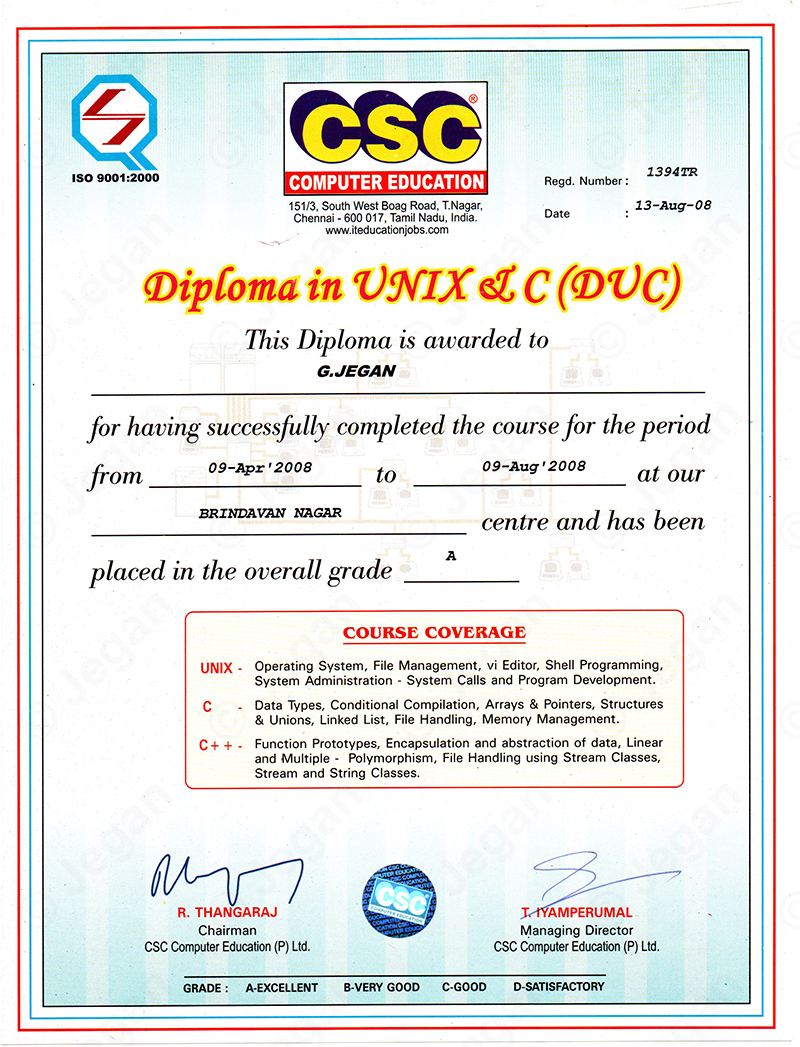 ISO 9001:2000
CSC®
COMPUTER EDUCATION
151/3, South West Boag Road, T.Nagar,
Chennai - 600 017, Tamil Nadu, India.
www.iteducationjobs.com
Regd. Number : 1394TR
Date : 13-Aug-08
Diploma in UNIX & C (DUC)
This Diploma is awarded to
G.JEGAN
for having successfully completed the course for the period
from 09-Apr'2008 to 09-Aug'2008 at our
BRINDAVAN NAGAR centre and has been
placed in the overall grade A
COURSE COVERAGE
UNIX - Operating System, File Management, vi Editor, Shell Programming,
System Administration - System Calls and Program Development.
C - Data Types, Conditional Compilation, Arrays & Pointers, Structures
& Unions, Linked List, File Handling, Memory Management.
C++ - Function Prototypes, Encapsulation and abstraction of data, Linear
and Multiple - Polymorphism, File Handling using Stream Classes,
Stream and String Classes.
CSC
COMPUTER EDUCATION
R. THANGARAJ
Chairman
CSC Computer Education (P) Ltd.
T. IYAMPERUMAL
Managing Director
CSC Computer Education (P) Ltd.
GRADE : A-EXCELLENT B-VERY GOOD C-GOOD D-SATISFACTORY
© Jegan